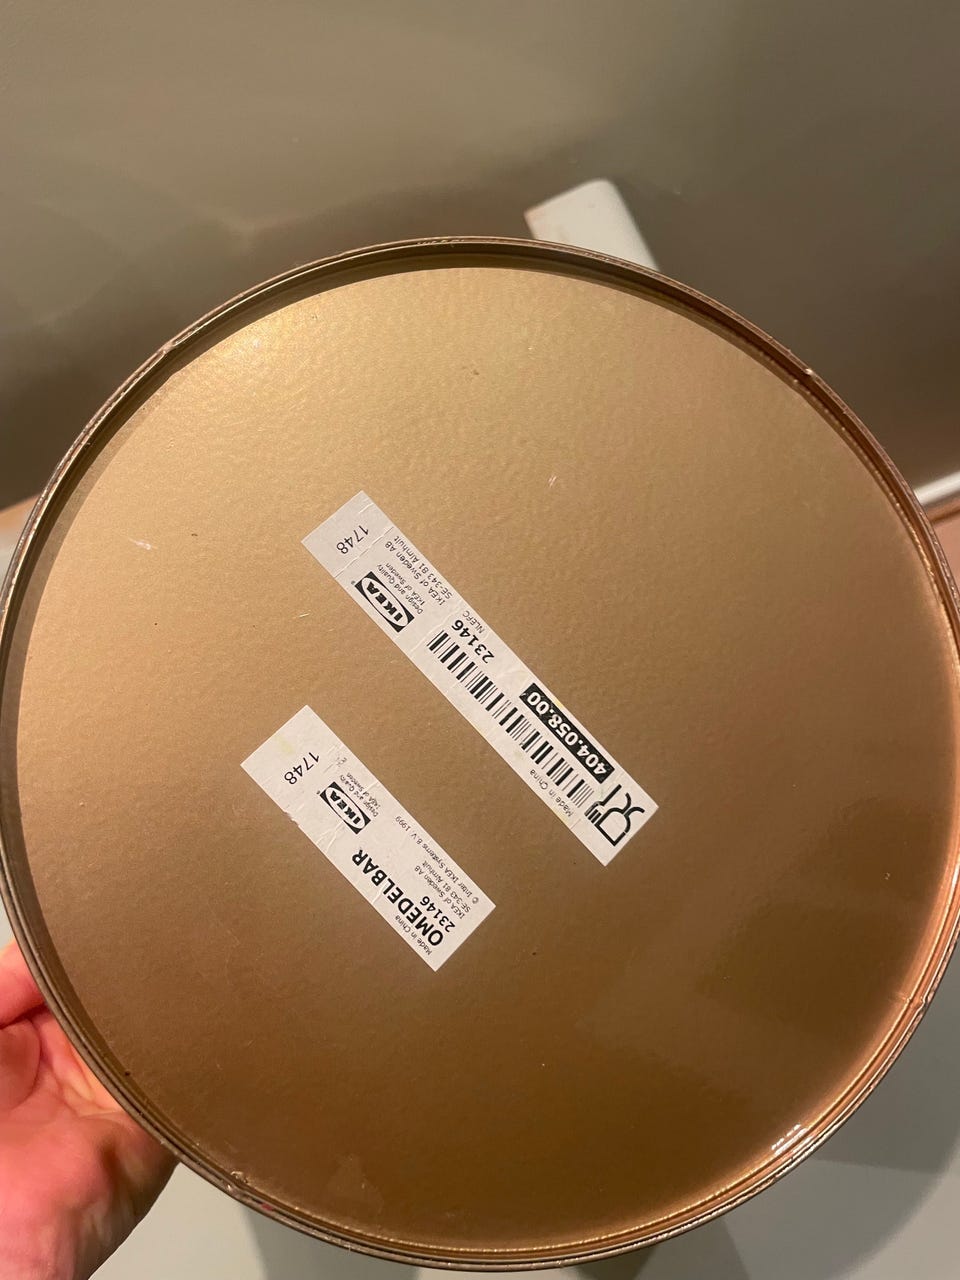 1748
IKEA®
Design and Quality
IKEA of Sweden
IKEA of Sweden AB
SE-343 81 Älmhult
23146
NLEFC
404.058.00
Made in China
1748
IKEA®
Design and Quality
IKEA of Sweden
© Inter IKEA Systems B.V. 1999
OMEDELBAR
23146
IKEA of Sweden AB
SE-343 81 Älmhult
Made in China